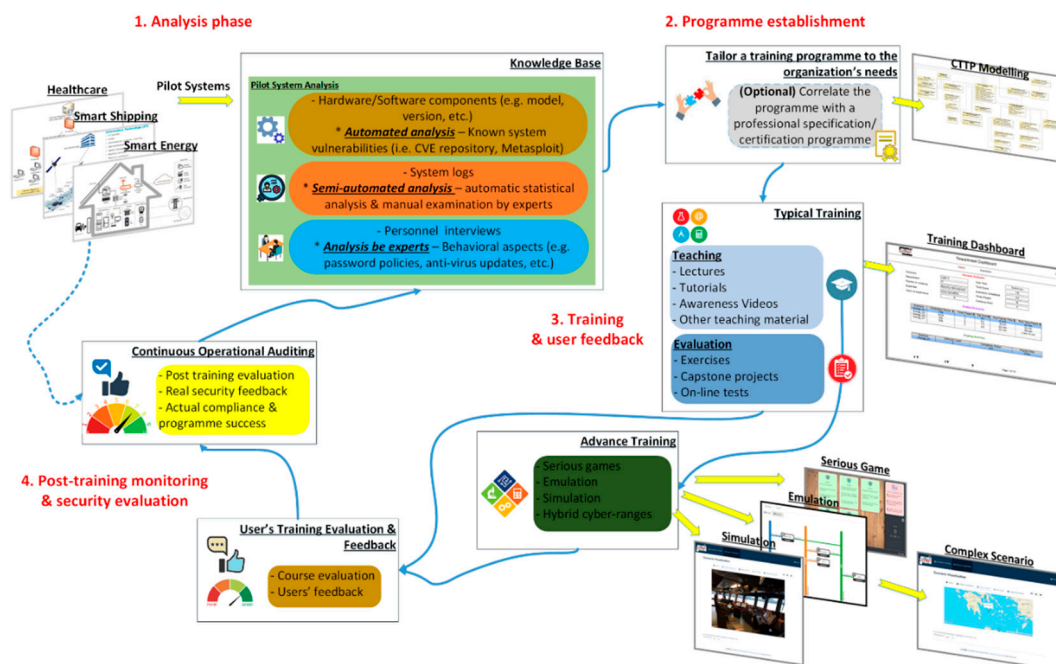 1. Analysis phase
2. Programme establishment
Healthcare
Smart Shipping
Smart Energy
Pilot Systems
Knowledge Base
Pilot System Analysis
- Hardware/Software components (e.g. model,
version, etc.)
* Automated analysis – Known system
vulnerabilities (i.e. CVE repository, Metasploit)
- System logs
* Semi-automated analysis – automatic statistical
analysis & manual examination by experts
- Personnel interviews
* Analysis be experts – Behavioral aspects (e.g.
password policies, anti-virus updates, etc.)
Tailor a training programme to the
organization's needs
(Optional) Correlate the
programme with a
professional specification/
certification programme
CTTP Modelling
Typical Training
Teaching
- Lectures
- Tutorials
- Awareness Videos
- Other teaching material
Evaluation
- Exercises
- Capstone projects
- On-line tests
Training Dashboard
3. Training
& user feedback
Continuous Operational Auditing
- Post training evaluation
- Real security feedback
- Actual compliance &
programme success
Advance Training
- Serious games
- Emulation
- Simulation
- Hybrid cyber-ranges
Serious Game
Emulation
Simulation
Complex Scenario
4. Post-training monitoring
& security evaluation
User's Training Evaluation &
Feedback
- Course evaluation
- Users' feedback